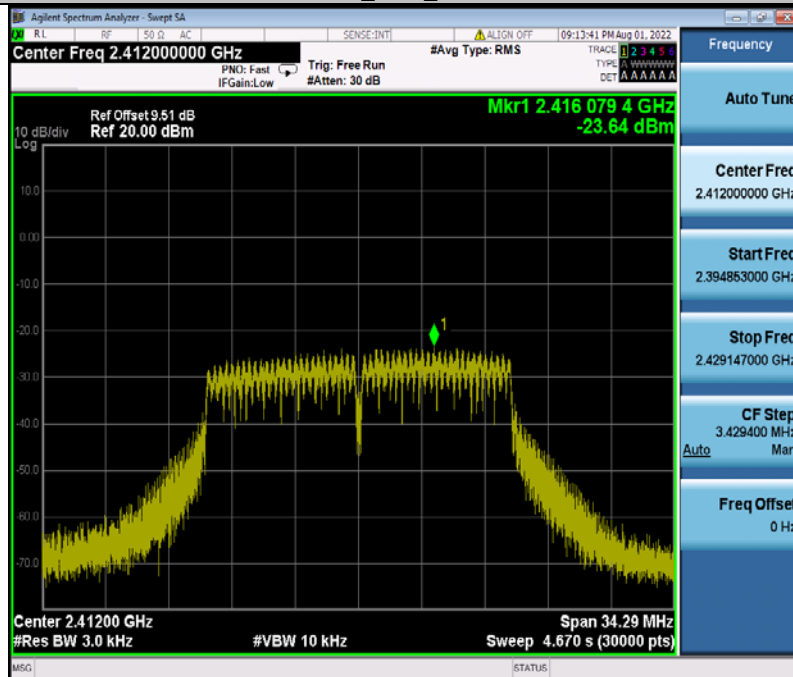 Agilent Spectrum Analyzer - Swept SA
RL RF 50 Ω AC SENSE:INT ALIGN OFF 09:13:41 PM Aug 01, 2022
Center Freq 2.412000000 GHz
#Avg Type: RMS
TRACE 1 2 3 4 5 6
TYPE A WWWWW
DET A A A A A A
PNO: Fast
IFGain:Low
Trig: Free Run
#Atten: 30 dB
Mkr1 2.416 079 4 GHz
-23.64 dBm
Ref Offset 9.51 dB
10 dB/div Ref 20.00 dBm
Log
10.0
0.00
-10.0
-20.0
-30.0
-40.0
-50.0
-60.0
-70.0
1
Center 2.41200 GHz
Span 34.29 MHz
#Res BW 3.0 kHz
#VBW 10 kHz
Sweep 4.670 s (30000 pts)
MSG
STATUS
Frequency
Auto Tune
Center Freq
2.412000000 GHz
Start Freq
2.394853000 GHz
Stop Freq
2.429147000 GHz
CF Step
3.429400 MHz
Auto Man
Freq Offset
0 Hz